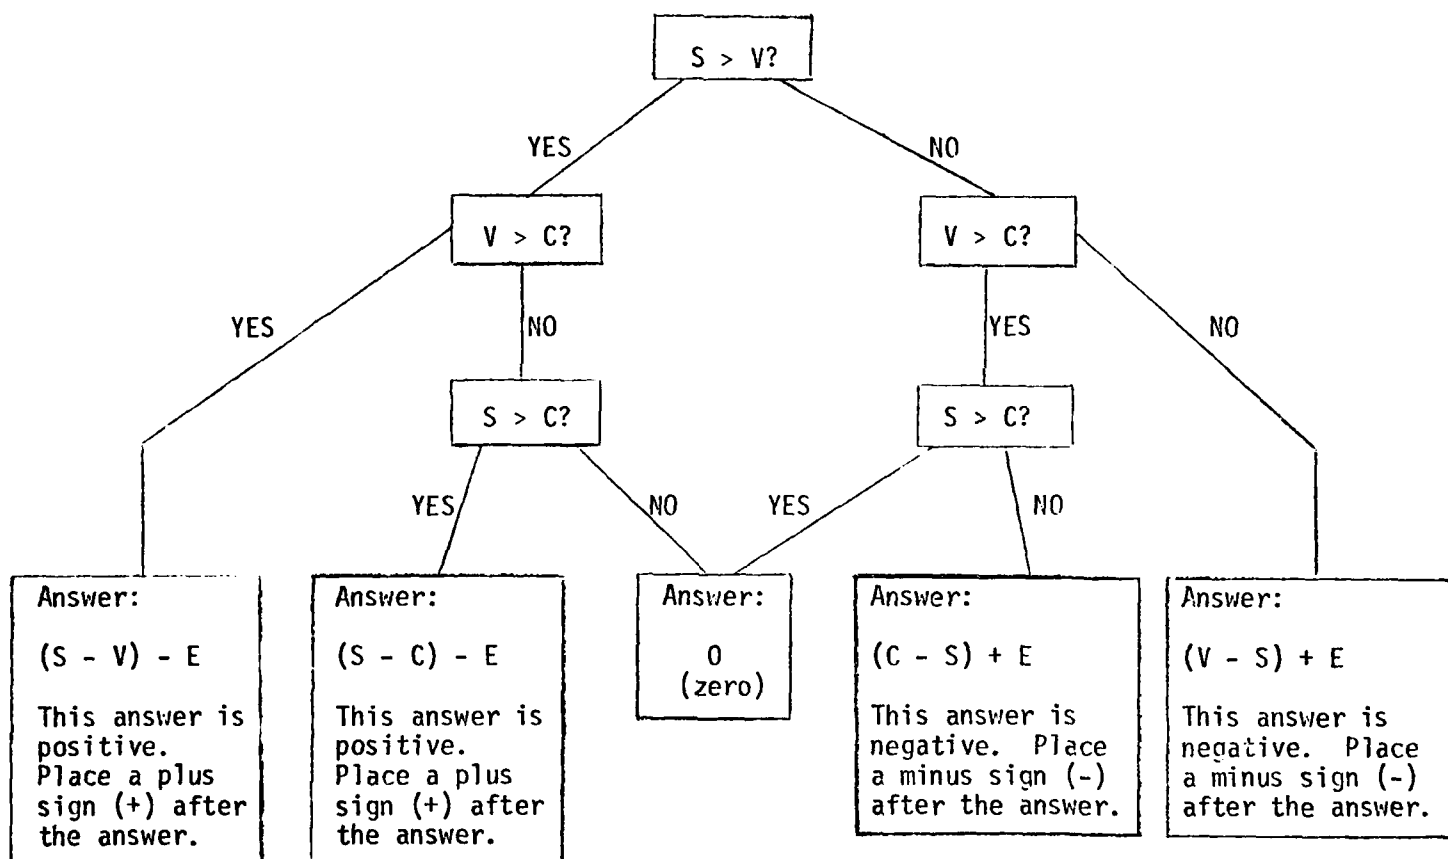 S > V?
YES
NO
V > C?
V > C?
YES
NO
YES
NO
S > C?
S > C?
YES
NO
YES
NO
Answer:
(S - V) - E
This answer is
positive.
Place a plus
sign (+) after
the answer.
Answer:
(S - C) - E
This answer is
positive.
Place a plus
sign (+) after
the answer.
Answer:
0
(zero)
Answer:
(C - S) + E
This answer is
negative. Place
a minus sign (-)
after the answer.
Answer:
(V - S) + E
This answer is
negative. Place
a minus sign (-)
after the answer.